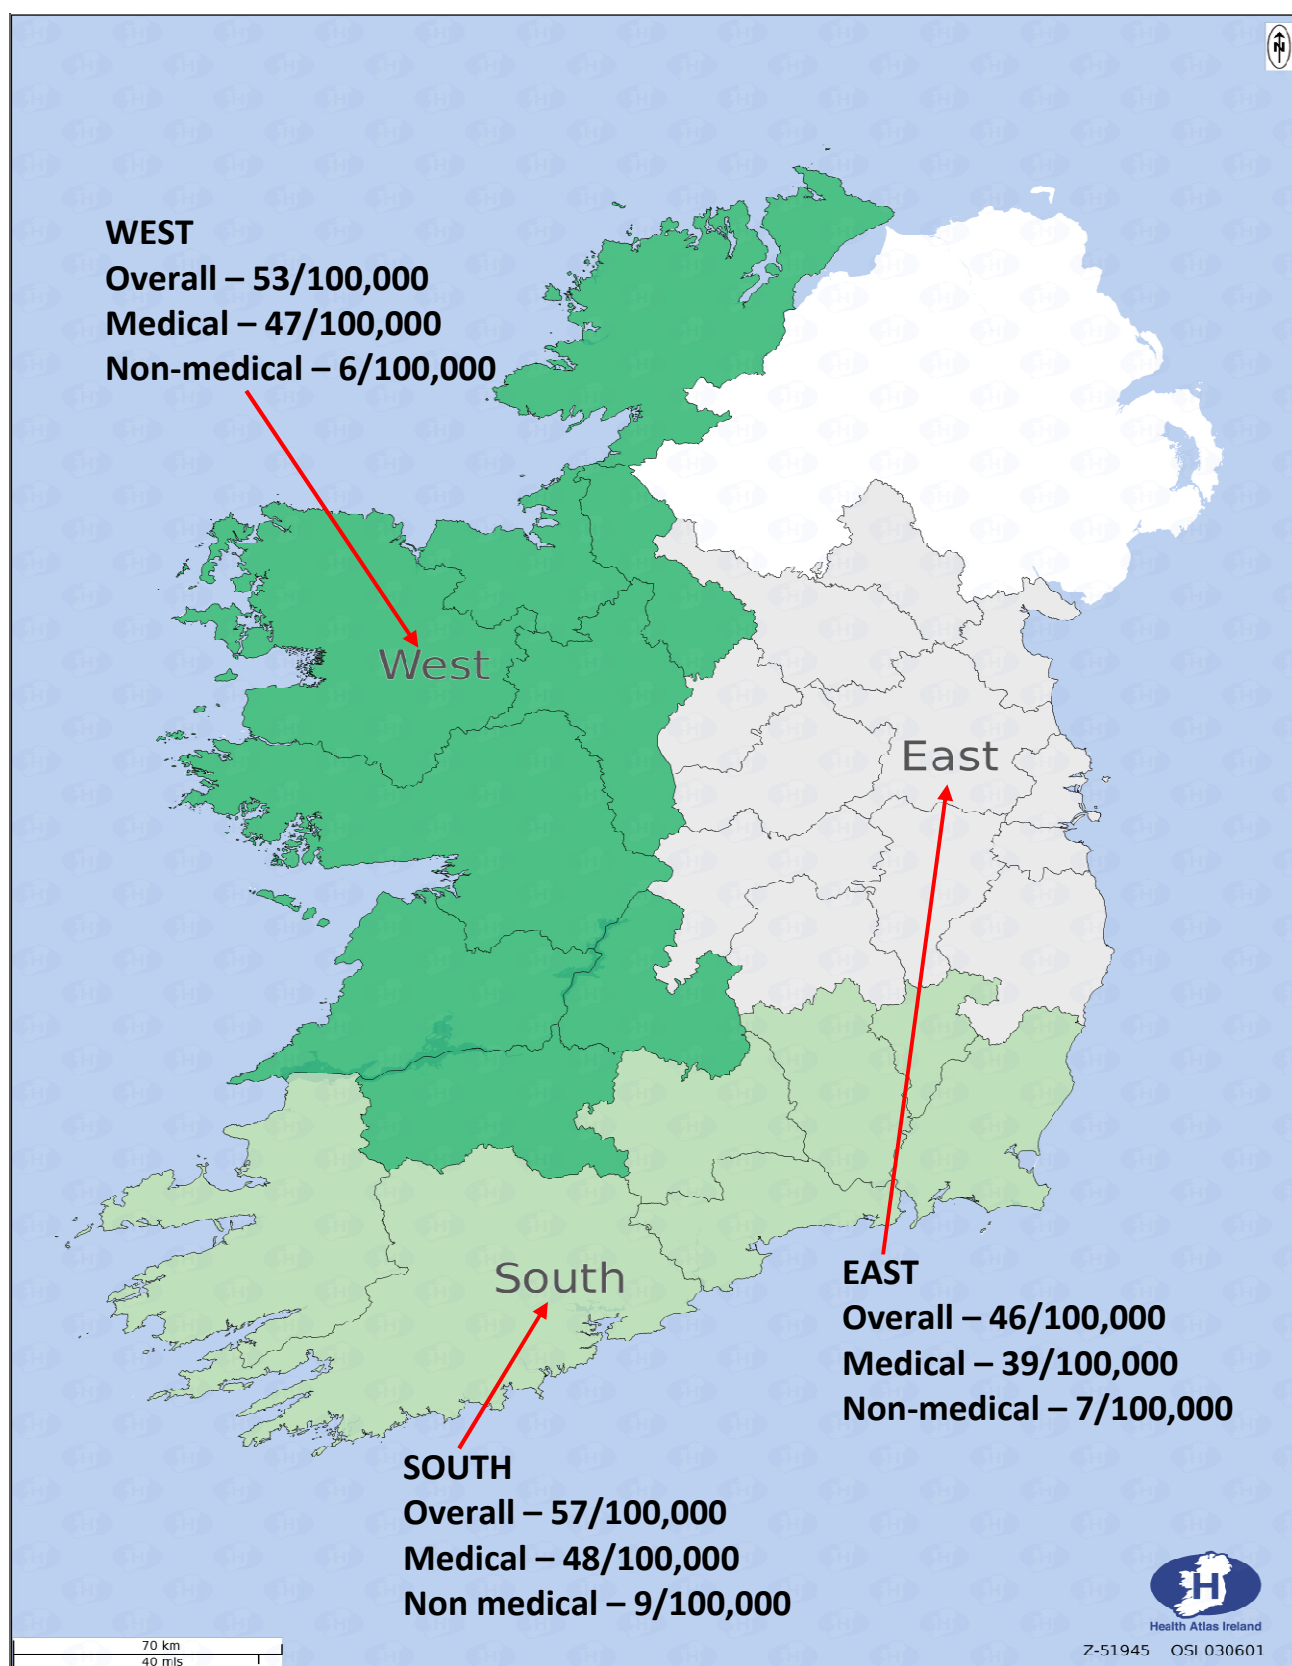 N
WEST
Overall – 53/100,000
Medical – 47/100,000
Non-medical – 6/100,000
West
East
South
EAST
Overall – 46/100,000
Medical – 39/100,000
Non-medical – 7/100,000
SOUTH
Overall – 57/100,000
Medical – 48/100,000
Non medical – 9/100,000
H
Health Atlas Ireland
70 km
40 mls
Z-51945 OSI 030601